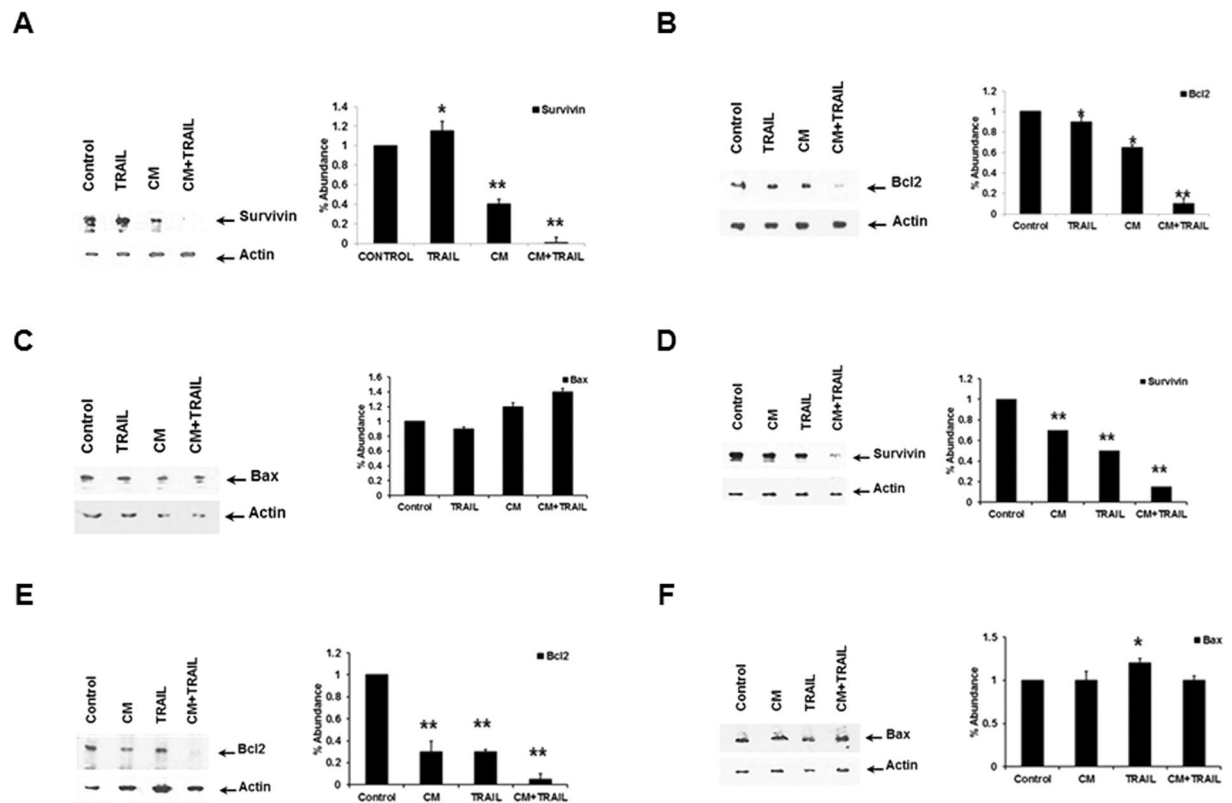 A
Control
TRAIL
CM
CM+TRAIL
Survivin
Actin
Survivin
% Abundance
1.4
1.2
1
0.8
0.6
0.4
0.2
0
*
**
**
CONTROL TRAIL CM CM+TRAIL
B
Control
TRAIL
CM
CM+TRAIL
Bcl2
Actin
Bcl2
% Abuundance
1.2
1
0.8
0.6
0.4
0.2
0
*
*
**
Control TRAIL CM CM+TRAIL
C
Control
TRAIL
CM
CM+TRAIL
Bax
Actin
Bax
% Abundance
1.6
1.4
1.2
1
0.8
0.6
0.4
0.2
0
Control TRAIL CM CM+TRAIL
D
Control
CM
TRAIL
CM+TRAIL
Survivin
Actin
Survivin
% Abundance
1.2
1
0.8
0.6
0.4
0.2
0
**
**
**
Control CM TRAIL CM+TRAIL
E
Control
CM
TRAIL
CM+TRAIL
Bcl2
Actin
Bcl2
% Abundance
1.2
1
0.8
0.6
0.4
0.2
0
**
**
**
Control CM TRAIL CM+TRAIL
F
Control
CM
TRAIL
CM+TRAIL
Bax
Actin
Bax
% Abundance
1.5
1
0.5
0
*
Control CM TRAIL CM+TRAIL